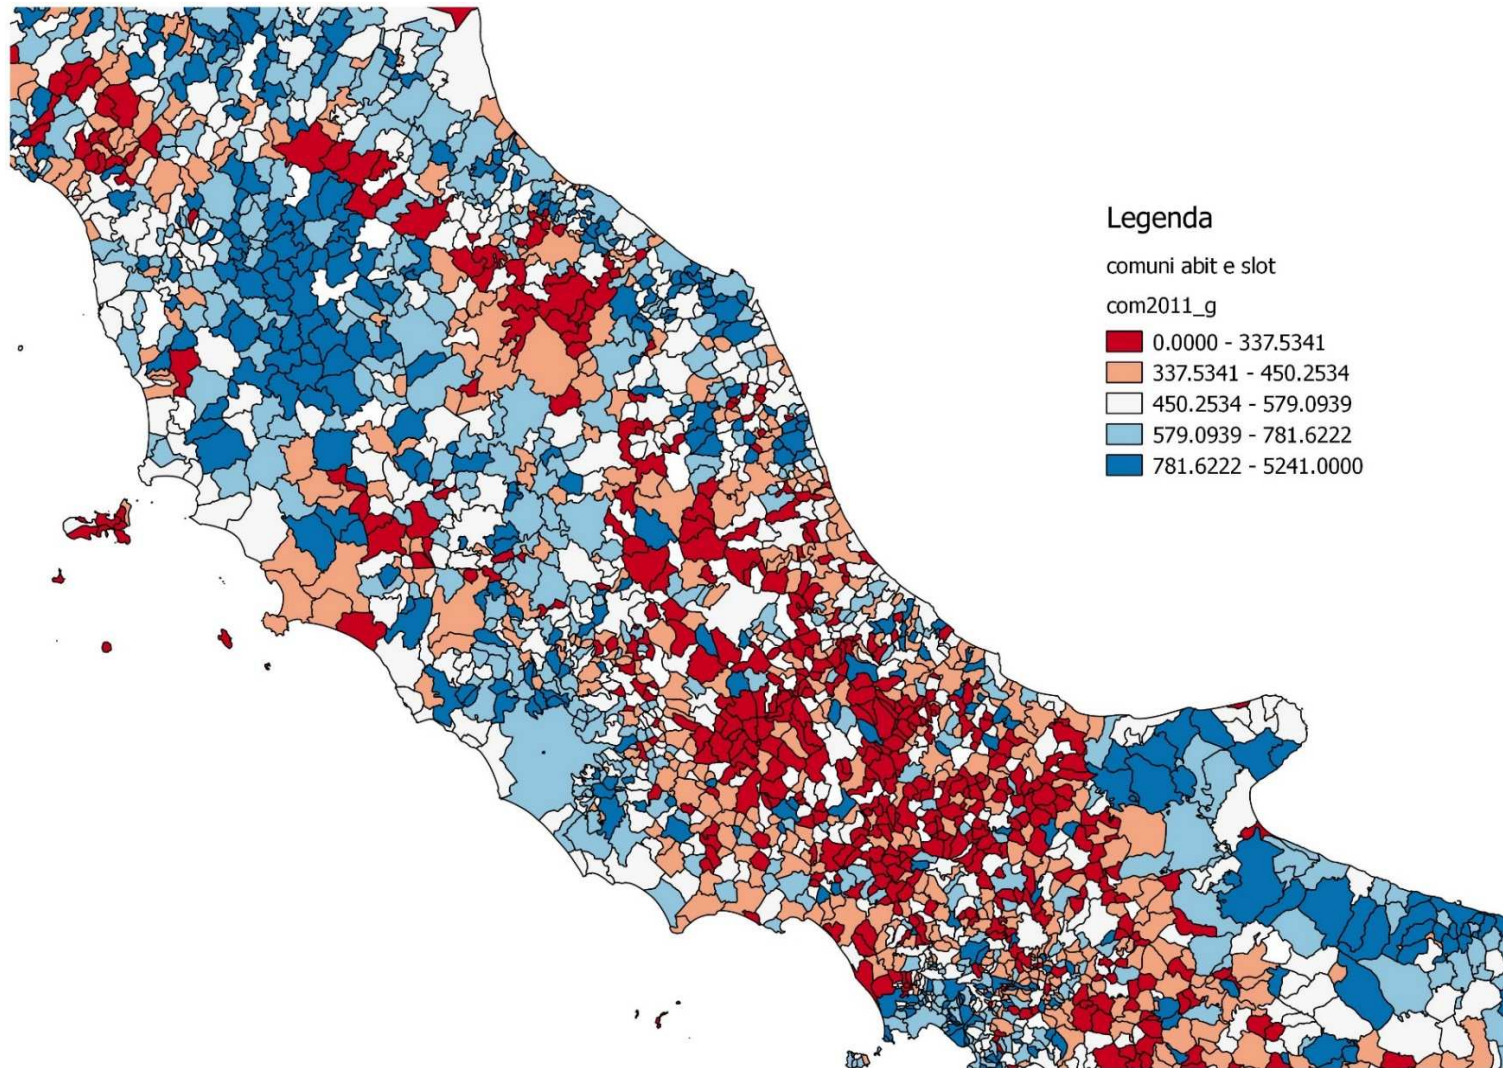 Legenda
comuni abit e slot
com2011_g
0.0000 - 337.5341
337.5341 - 450.2534
450.2534 - 579.0939
579.0939 - 781.6222
781.6222 - 5241.0000